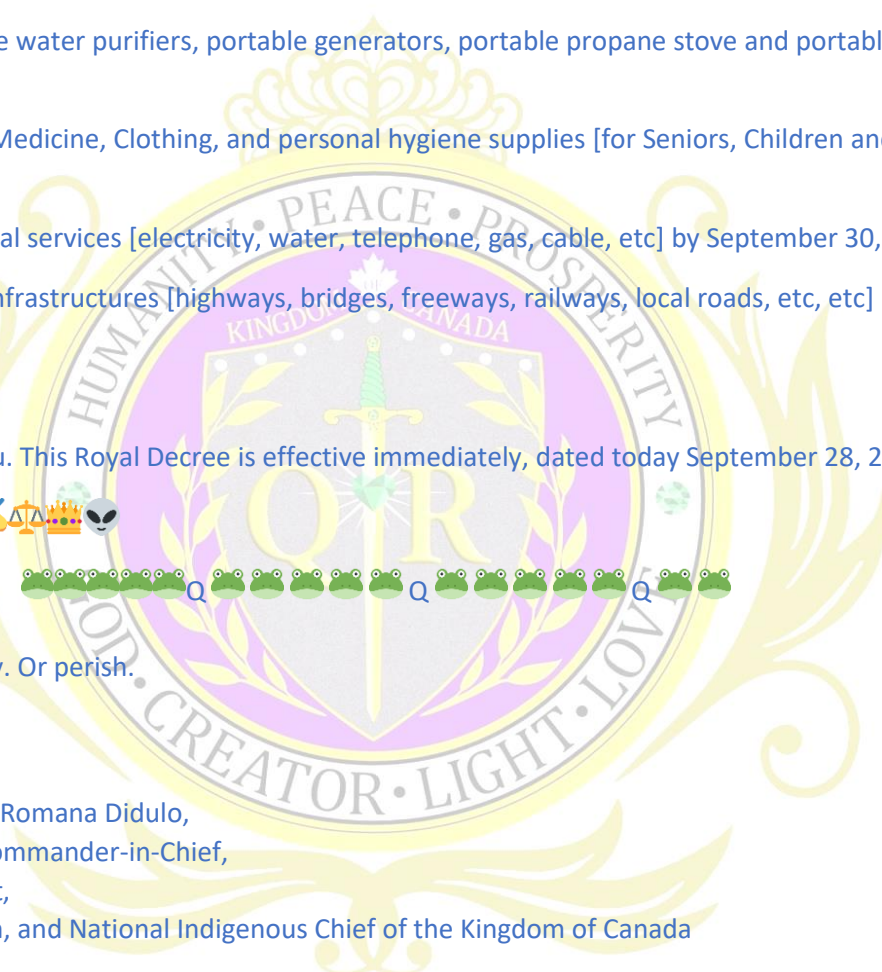 e water purifiers, portable generators, portable propane stove and portabl
Medicine, Clothing, and personal hygiene supplies [for Seniors, Children and
al services [electricity, water, telephone, gas, cable, etc] by September 30,
nfrastructures [highways, bridges, freeways, railways, local roads, etc, etc]
u. This Royal Decree is effective immediately, dated today September 28, 2
⚖️👑👽
🐸🐸🐸🐸🐸Q🐸🐸🐸🐸🐸Q🐸🐸🐸🐸🐸Q🐸🐸
y. Or perish.
Romana Didulo,
ommander-in-Chief,
t,
n, and National Indigenous Chief of the Kingdom of Canada
HUMANITY • PEACE • PROSPERITY
KINGDOM OF CANADA
Q R
GOD • CREATOR • LIGHT • LOVE